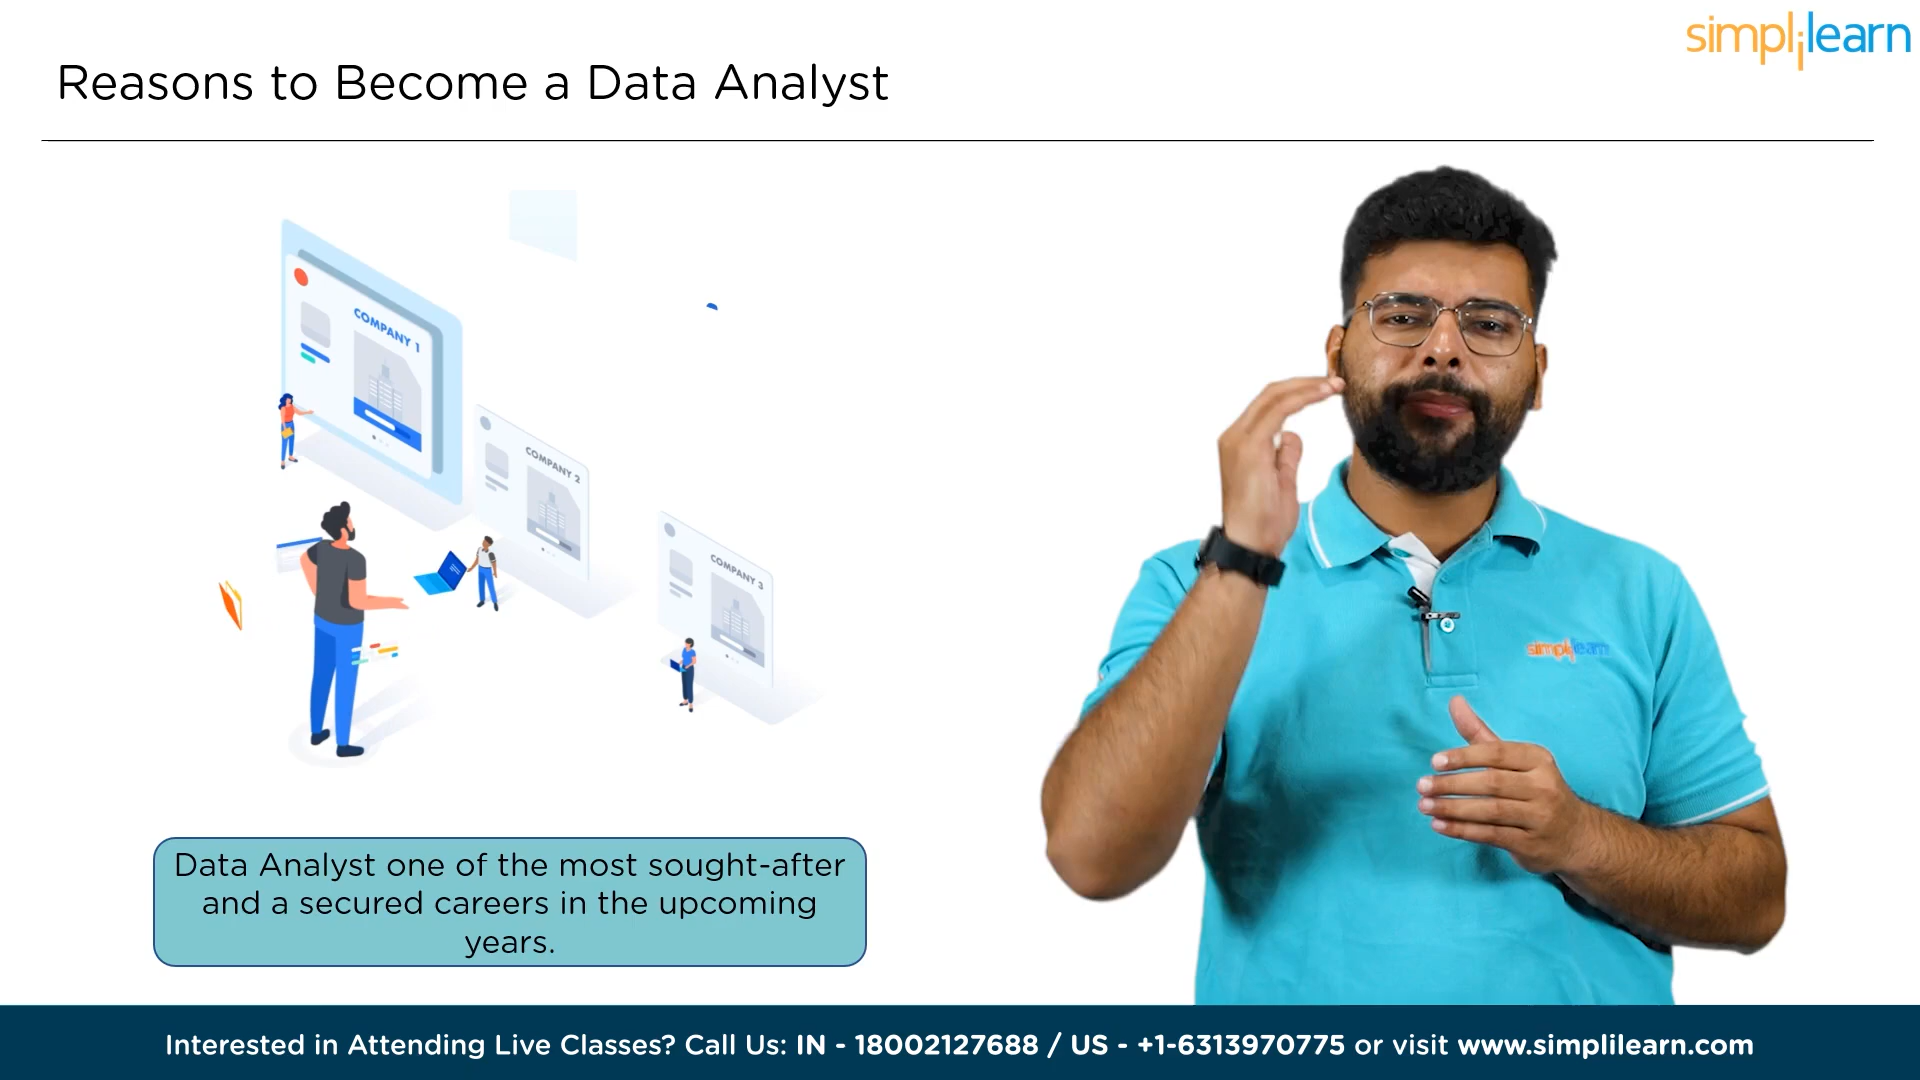 simplilearn
Reasons to Become a Data Analyst
COMPANY 1
COMPANY 2
COMPANY 3
simplilearn
Data Analyst one of the most sought-after
and a secured careers in the upcoming
years.
Interested in Attending Live Classes? Call Us: IN - 18002127688 / US - +1-6313970775 or visit www.simplilearn.com